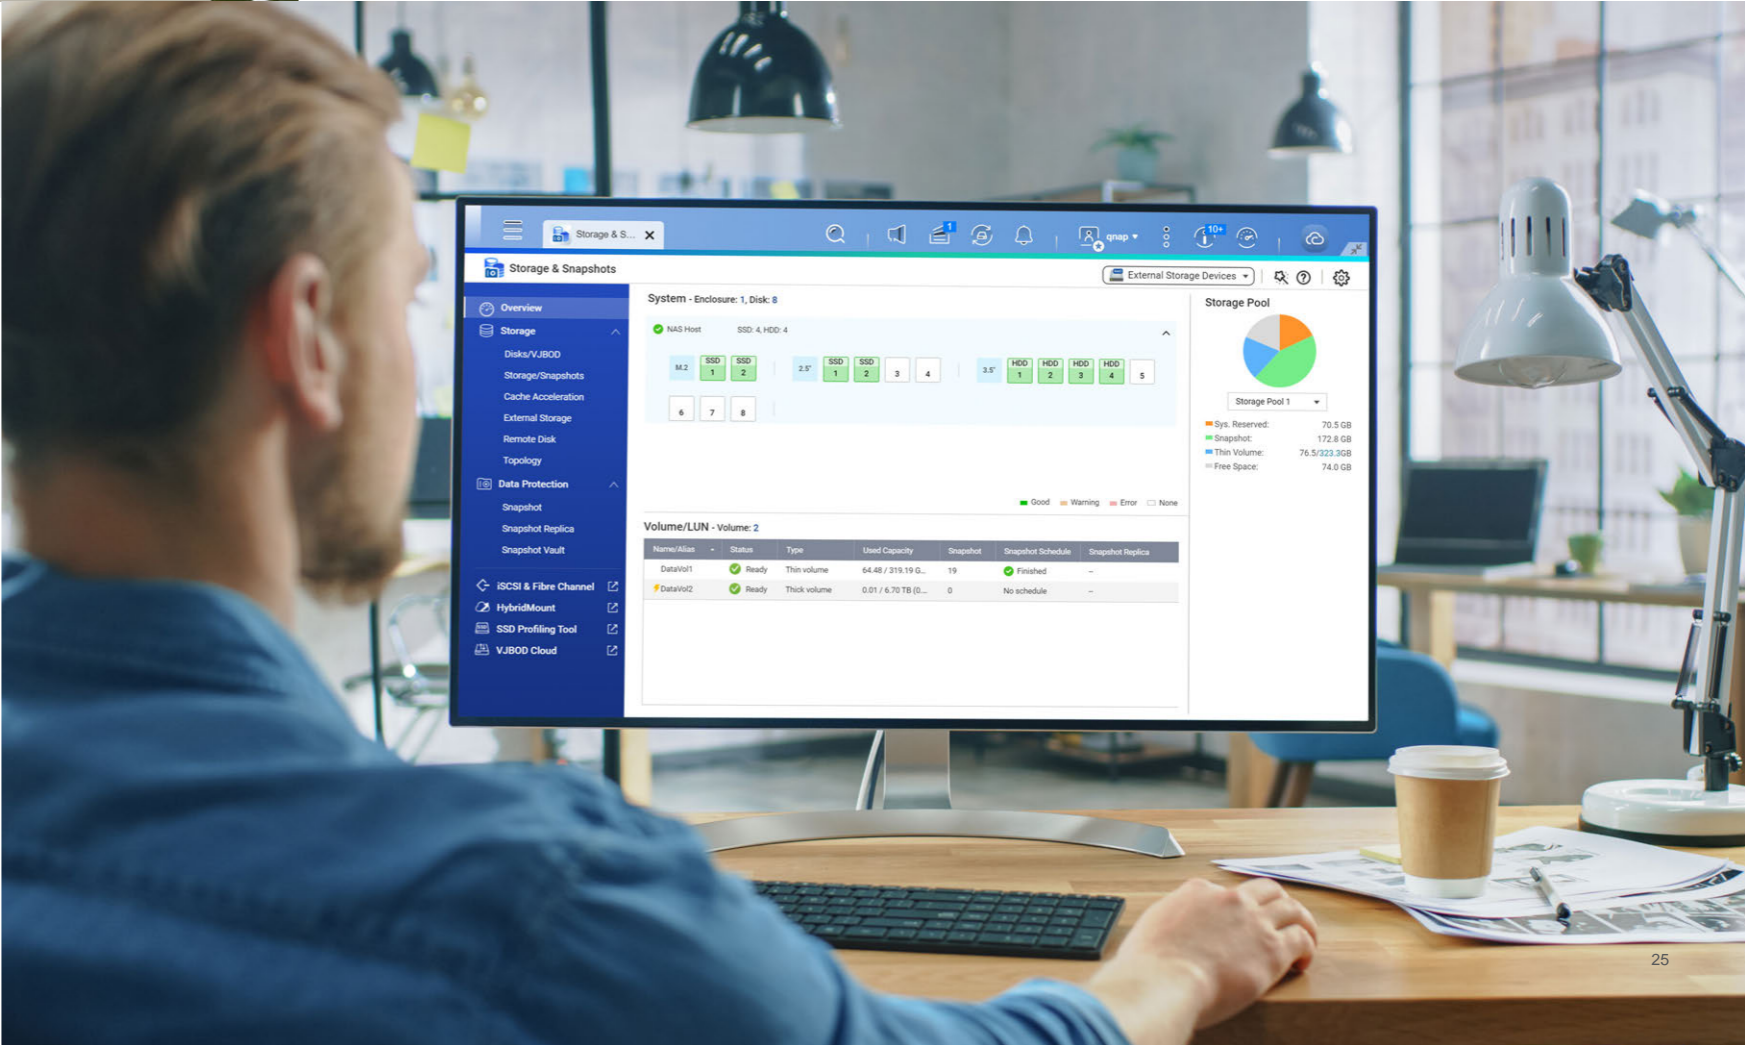 Storage & S...
1
qnap
10+
Storage & Snapshots
External Storage Devices
Overview
Storage
Disks/VJBOD
Storage/Snapshots
Cache Acceleration
External Storage
Remote Disk
Topology
Data Protection
Snapshot
Snapshot Replica
Snapshot Vault
iSCSI & Fibre Channel
HybridMount
SSD Profiling Tool
VJBOD Cloud
System - Enclosure: 1, Disk: 8
NAS Host SSD: 4, HDD: 4
M.2 SSD 1 SSD 2 2.5" SSD 1 SSD 2 3 4 3.5" HDD 1 HDD 2 HDD 3 HDD 4 5
6 7 8
Good Warning Error None
Volume/LUN - Volume: 2
Name/Alias Status Type Used Capacity Snapshot Snapshot Schedule Snapshot Replica
DataVol1 Ready Thin volume 64.48 / 319.19 G... 19 Finished --
DataVol2 Ready Thick volume 0.01 / 6.70 TB (0.... 0 No schedule --
Storage Pool
Storage Pool 1
Sys. Reserved: 70.5 GB
Snapshot: 172.8 GB
Thin Volume: 76.5/323.3GB
Free Space: 74.0 GB
25